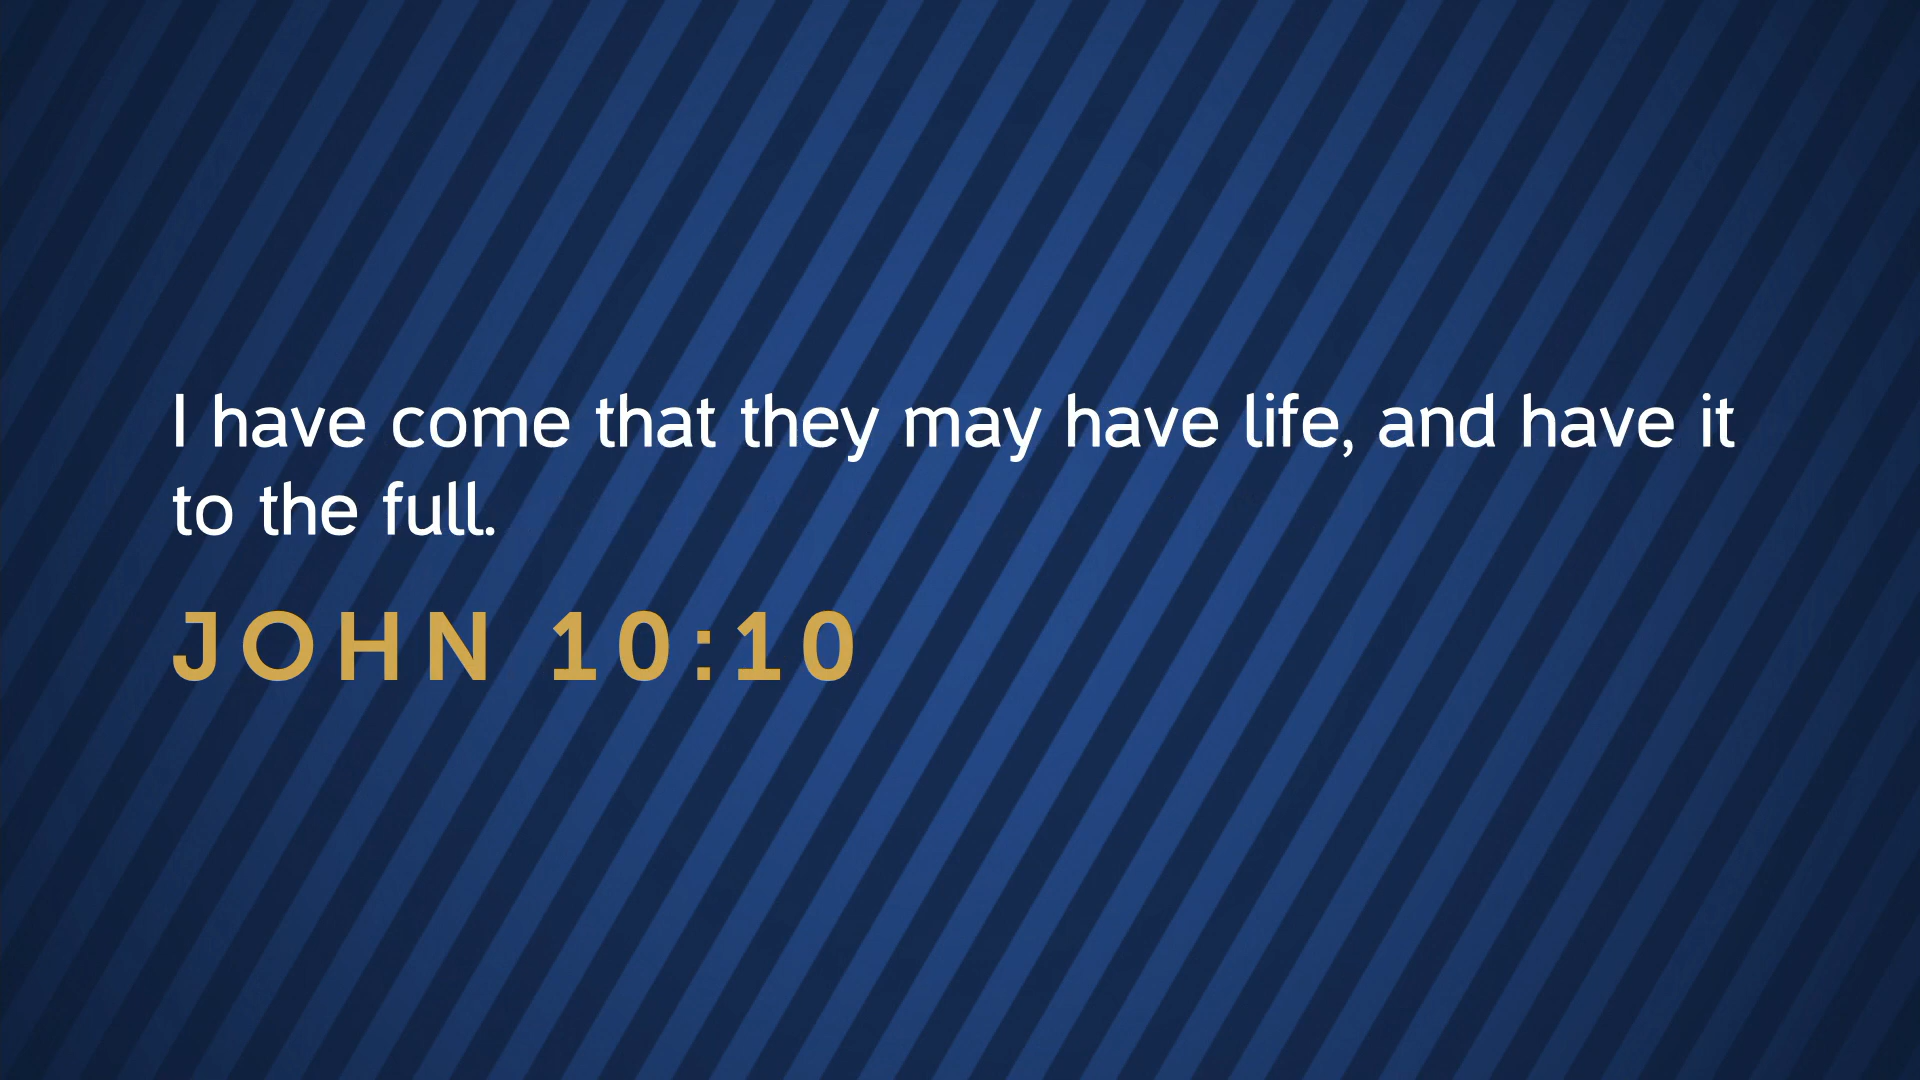 I have come that they may have life, and have it
to the full.
JOHN 10:10